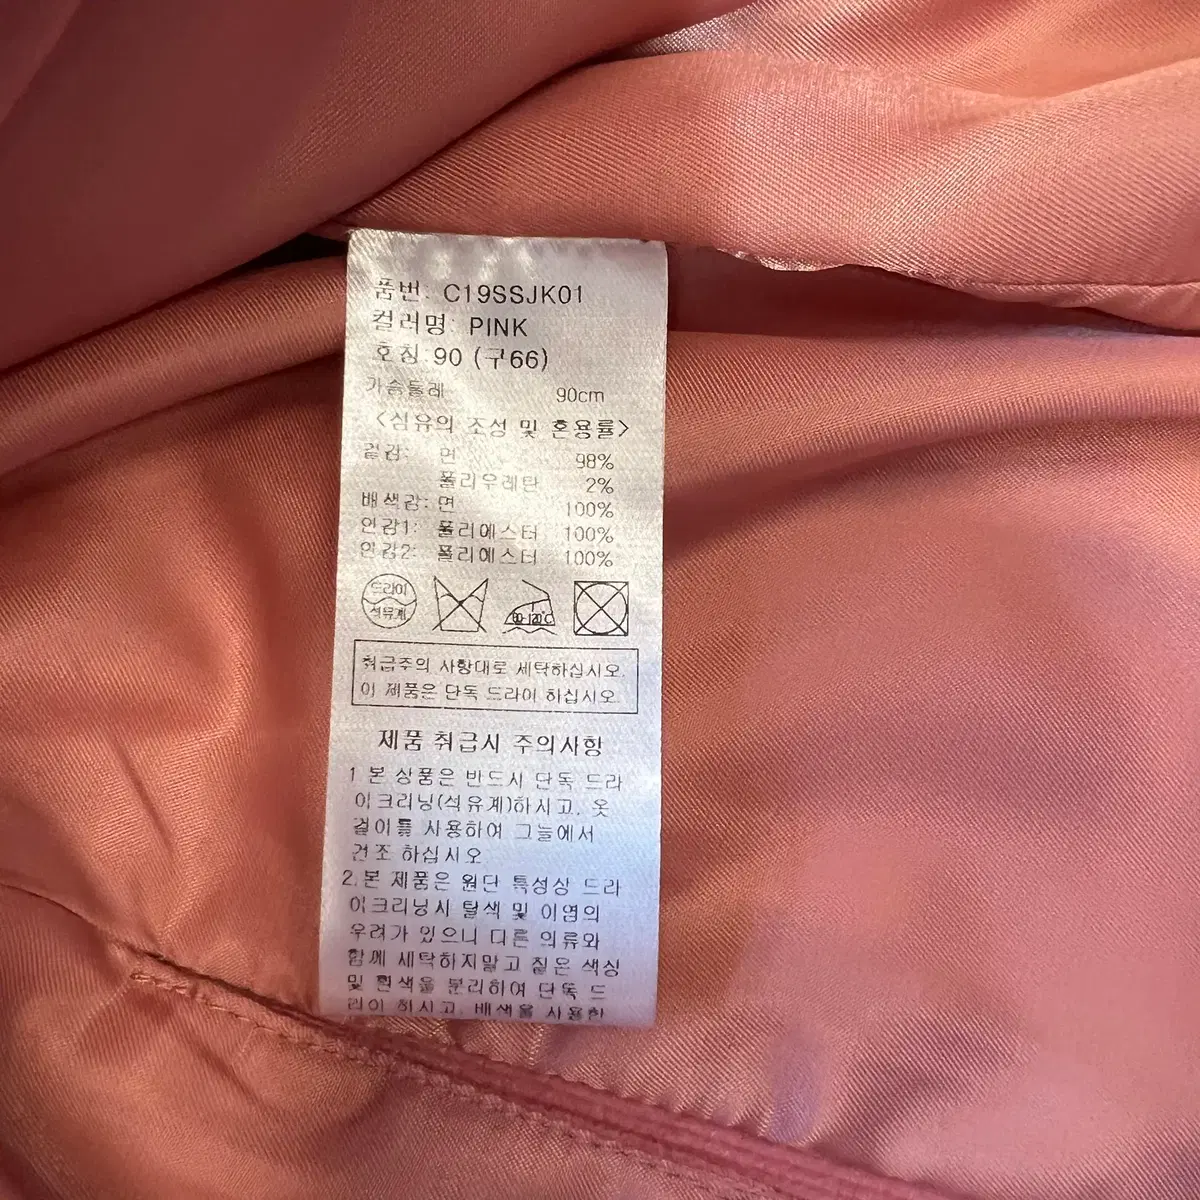 품번: C19SSJK01
컬러명: PINK
호칭:90 (구66)
가슴둘레 90cm
<섬유의 조성 및 혼용률>
겉감: 면 98%
폴리우레탄 2%
배색감: 면 100%
안감1: 폴리에스터 100%
안감2: 폴리에스터 100%
드라이
석유계
80~120℃
취급주의 사항대로 세탁하십시오.
이 제품은 단독 드라이 하십시오.
제품 취급시 주의사항
1 본 상품은 반드시 단독 드라
이크리닝(석유계)하시고, 옷
걸이를 사용하여 그늘에서
건조 하십시오
2.본 제품은 원단 특성상 드라
이크리닝시 탈색 및 이염의
우려가 있으니 다른 의류와
함께 세탁하지말고 짙은 색상
및 흰색을 분리하여 단독 드
라이 하시고, 배색을 사용한